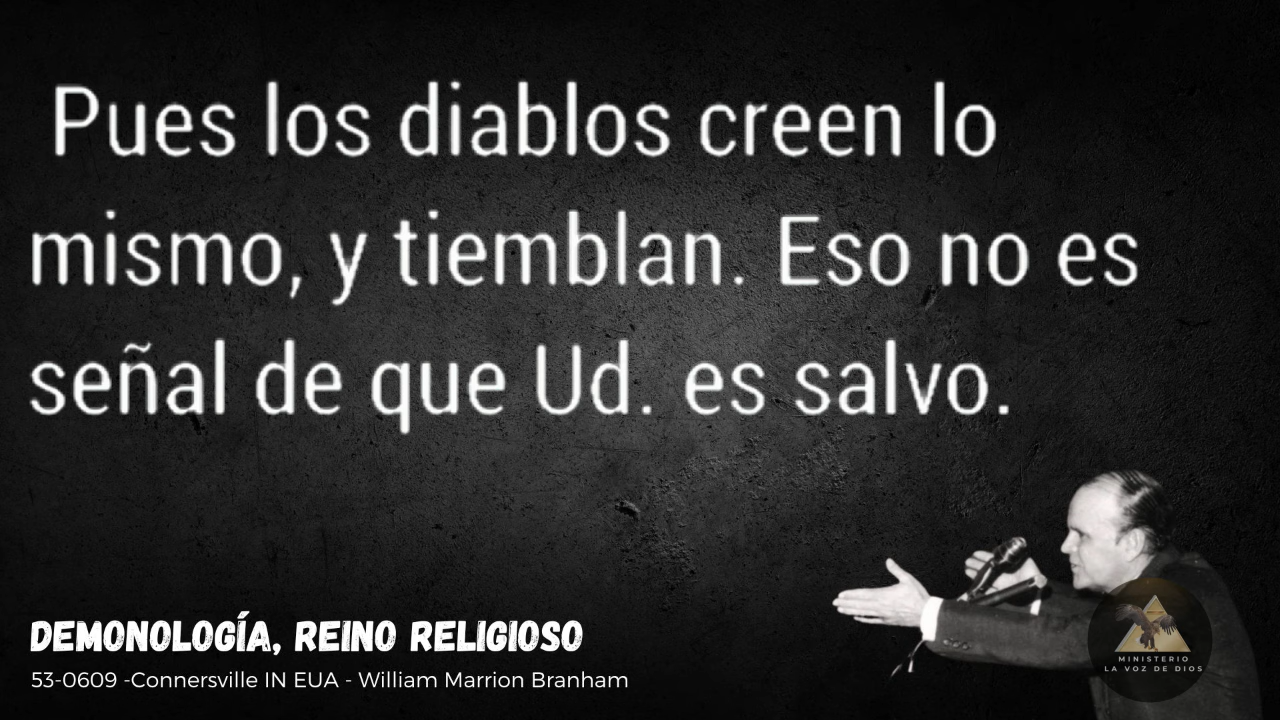 Pues los diablos creen lo
mismo, y tiemblan. Eso no es
señal de que Ud. es salvo.
DEMONOLOGÍA, REINO RELIGIOSO
53-0609 -Connersville IN EUA - William Marrion Branham
MINISTERIO
LA VOZ DE DIOS